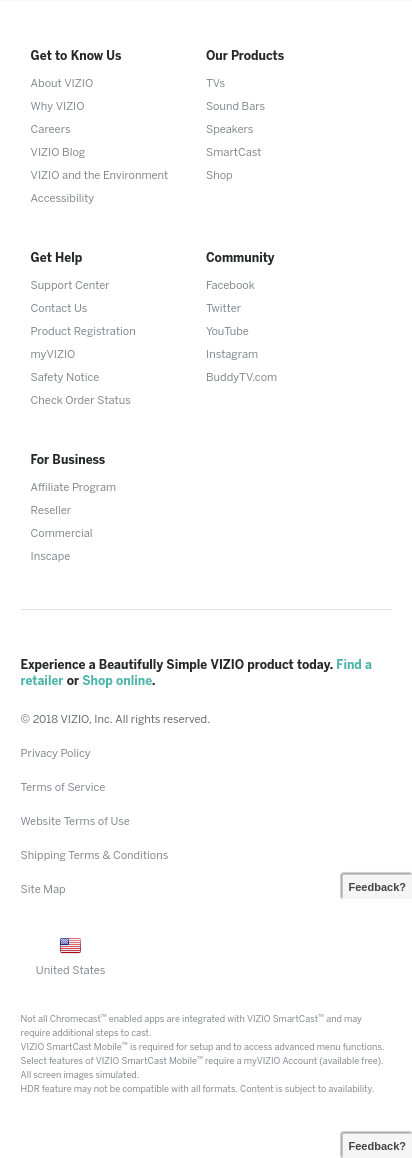 Get to Know Us
About VIZIO
Why VIZIO
Careers
VIZIO Blog
VIZIO and the Environment
Accessibility
Our Products
TVs
Sound Bars
Speakers
SmartCast
Shop
Get Help
Support Center
Contact Us
Product Registration
myVIZIO
Safety Notice
Check Order Status
Community
Facebook
Twitter
YouTube
Instagram
BuddyTV.com
For Business
Affiliate Program
Reseller
Commercial
Inscape
Experience a Beautifully Simple VIZIO product today. Find a
retailer or Shop online.
© 2018 VIZIO, Inc. All rights reserved.
Privacy Policy
Terms of Service
Website Terms of Use
Shipping Terms & Conditions
Site Map
Feedback?
United States
Not all Chromecast™ enabled apps are integrated with VIZIO SmartCast™ and may
require additional steps to cast.
VIZIO SmartCast Mobile™ is required for setup and to access advanced menu functions.
Select features of VIZIO SmartCast Mobile™ require a myVIZIO Account (available free).
All screen images simulated.
HDR feature may not be compatible with all formats. Content is subject to availability.
Feedback?